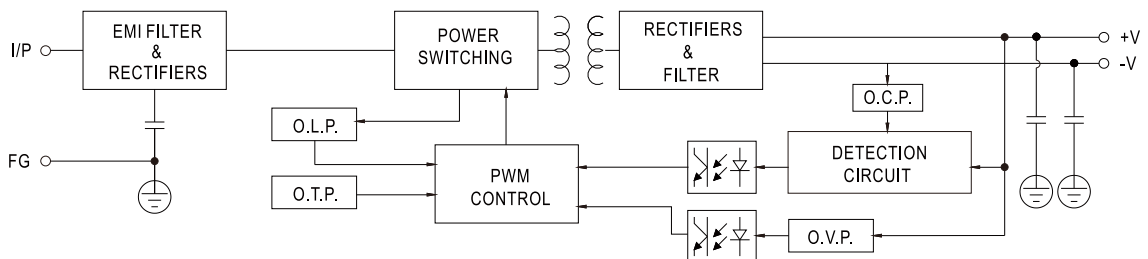 I/P
EMI FILTER
&
RECTIFIERS
POWER
SWITCHING
RECTIFIERS
&
FILTER
+V
-V
O.C.P.
O.L.P.
FG
PWM
CONTROL
DETECTION
CIRCUIT
O.T.P.
O.V.P.